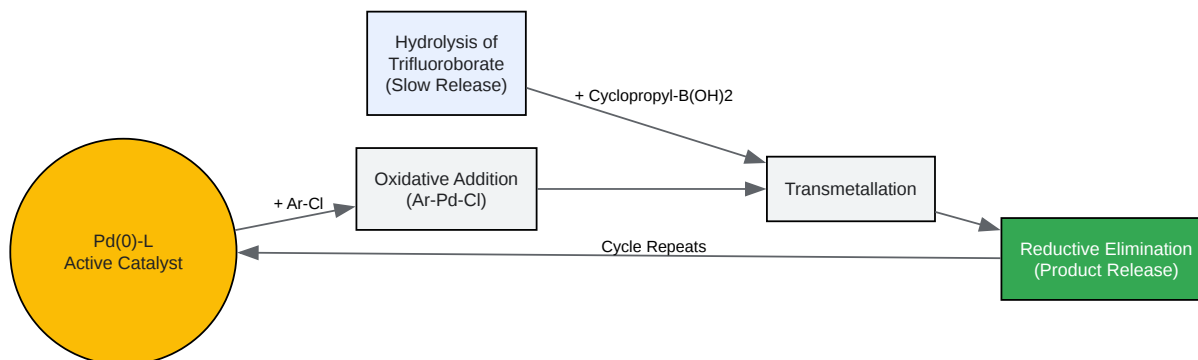 Hydrolysis of
Trifluoroborate
(Slow Release)
+ Cyclopropyl-B(OH)2
Oxidative Addition
(Ar-Pd-Cl)
+ Ar-Cl
Transmetallation
Pd(0)-L
Active Catalyst
Cycle Repeats
Reductive Elimination
(Product Release)